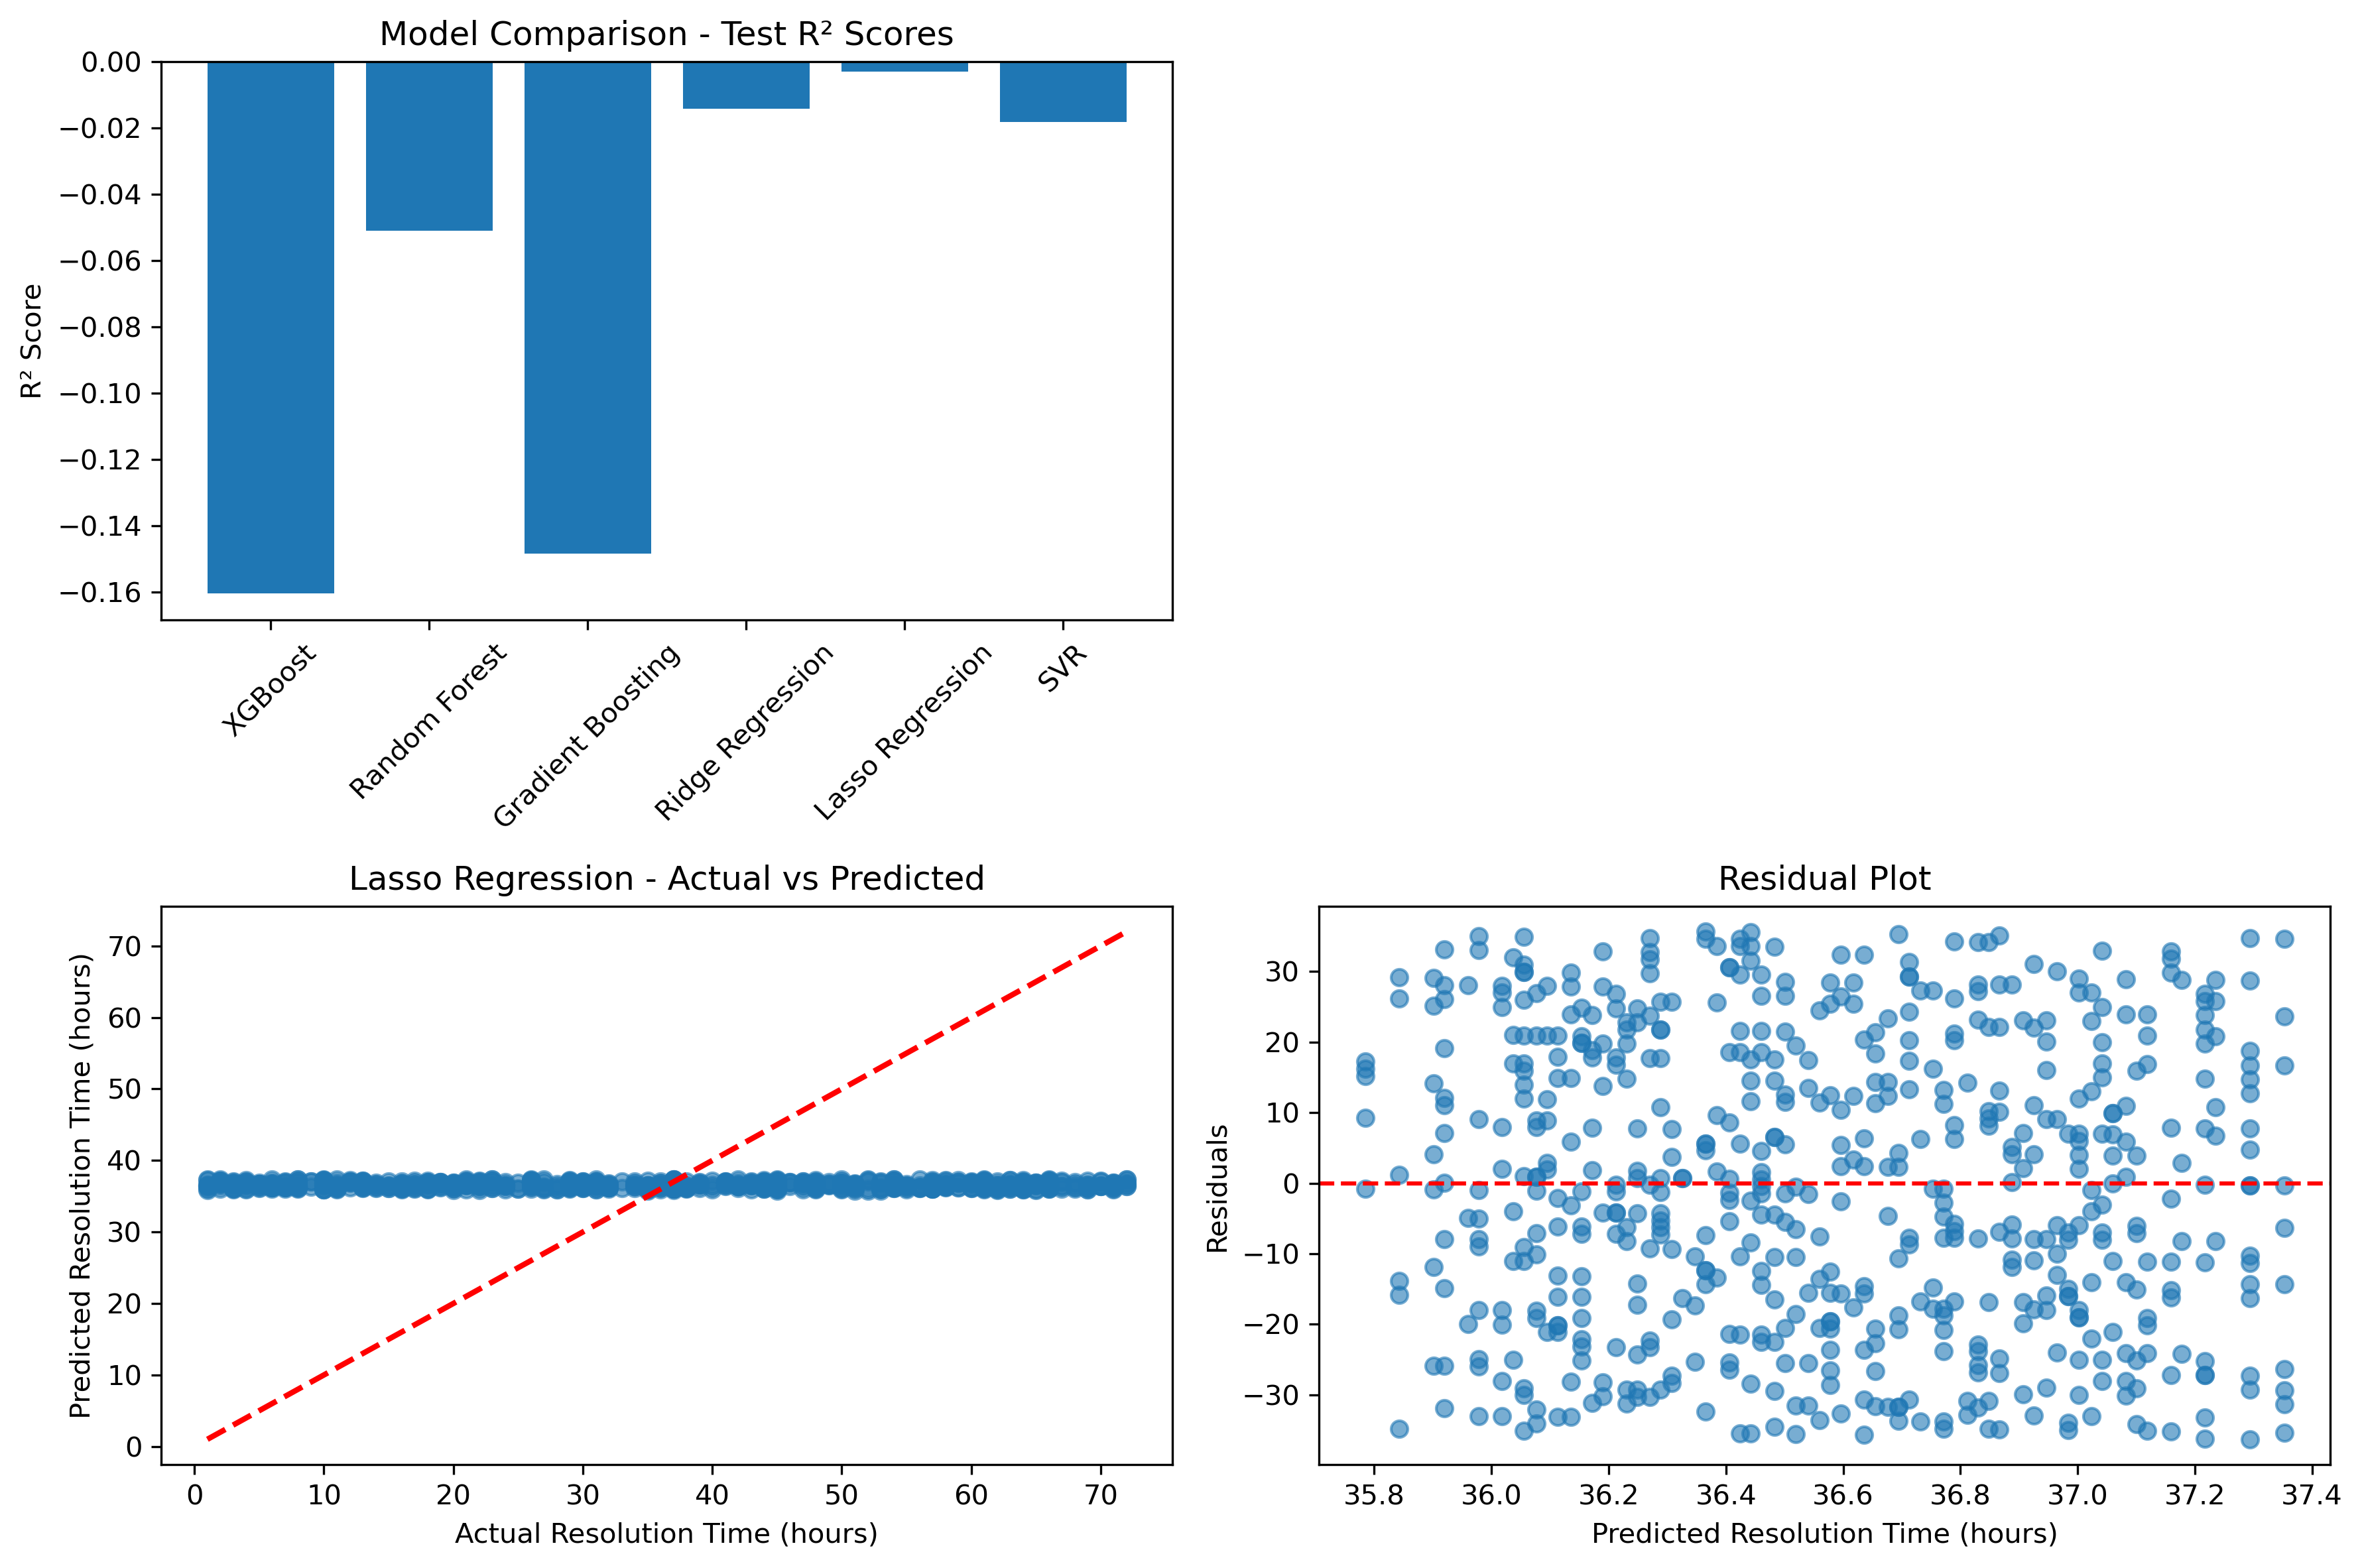 Model Comparison - Test R² Scores
R² Score
0.00
−0.02
−0.04
−0.06
−0.08
−0.10
−0.12
−0.14
−0.16
XGBoost
Random Forest
Gradient Boosting
Ridge Regression
Lasso Regression
SVR
Lasso Regression - Actual vs Predicted
Predicted Resolution Time (hours)
70
60
50
40
30
20
10
0
0 10 20 30 40 50 60 70
Actual Resolution Time (hours)
Residual Plot
Residuals
30
20
10
0
−10
−20
−30
35.8 36.0 36.2 36.4 36.6 36.8 37.0 37.2 37.4
Predicted Resolution Time (hours)